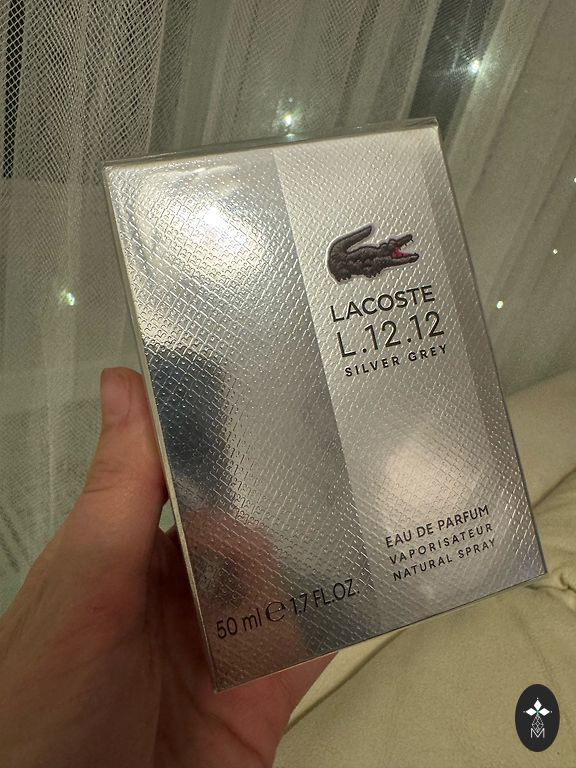 LACOSTE
L.12.12
SILVER GREY
EAU DE PARFUM
VAPORISATEUR
NATURAL SPRAY
50 ml ℮ 1.7 FL.OZ.
M